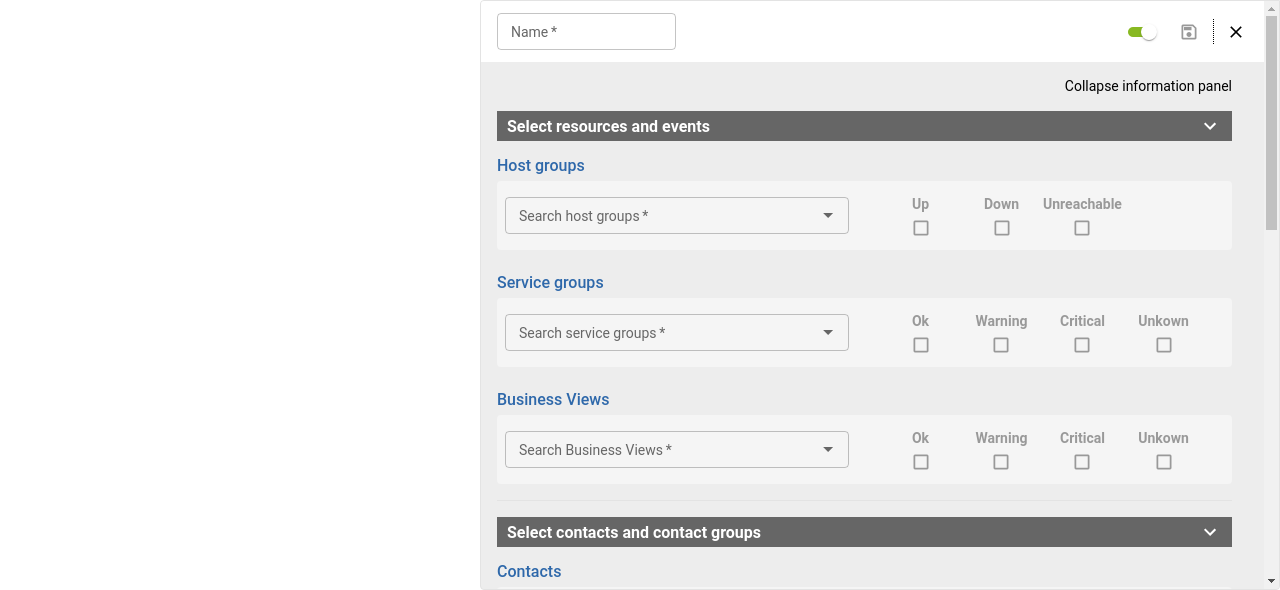 Name *
Collapse information panel
Select resources and events
Host groups
Search host groups *
Up Down Unreachable
Service groups
Search service groups *
Ok Warning Critical Unkown
Business Views
Search Business Views *
Ok Warning Critical Unkown
Select contacts and contact groups
Contacts